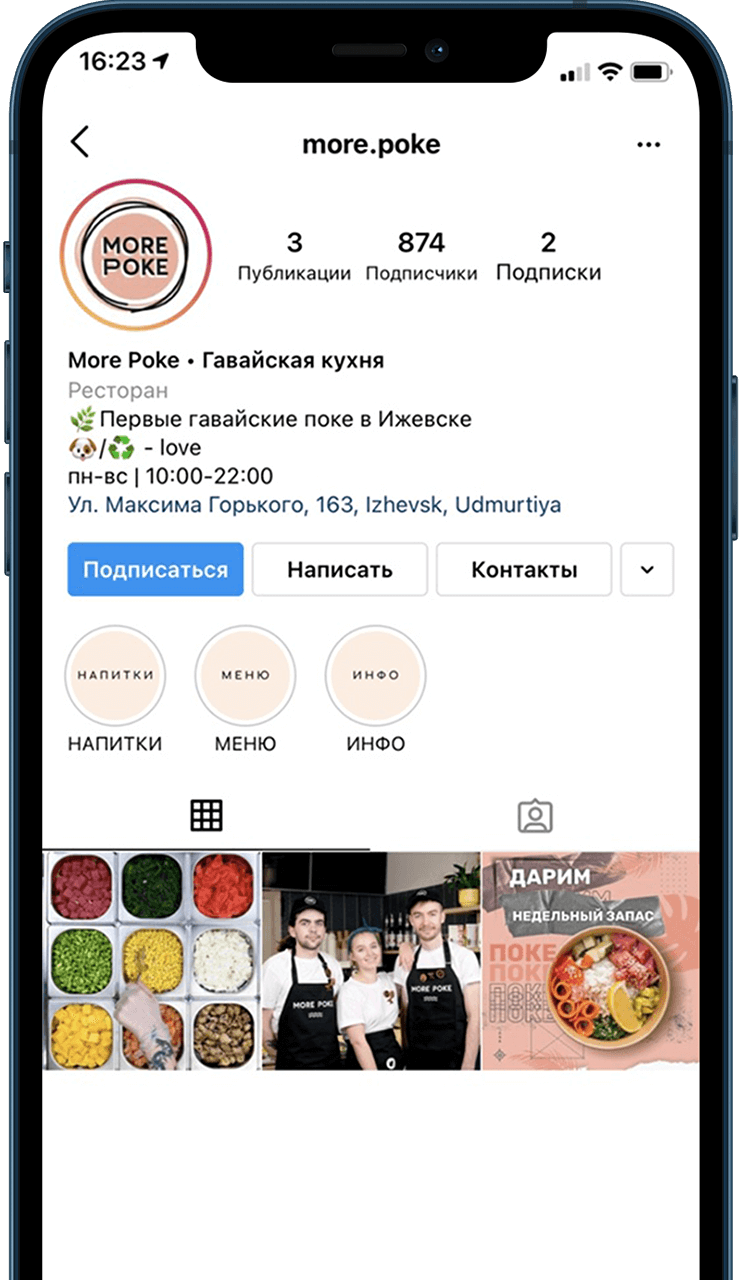 16:23
more.poke
MORE
POKE
3
874
2
Публикации
Подписчики
Подписки
More Poke • Гавайская кухня
Ресторан
🌿Первые гавайские поке в Ижевске
🐶/♻️ - love
пн-вс | 10:00-22:00
Ул. Максима Горького, 163, Izhevsk, Udmurtiya
Подписаться
Написать
Контакты
НАПИТКИ
МЕНЮ
ИНФО
НАПИТКИ
МЕНЮ
ИНФО
MORE POKE
MORE POKE
ДАРИМ
НЕДЕЛЬНЫЙ ЗАПАС
ПОКЕ
ПОКЕ
ПОКЕ
ПОКЕ